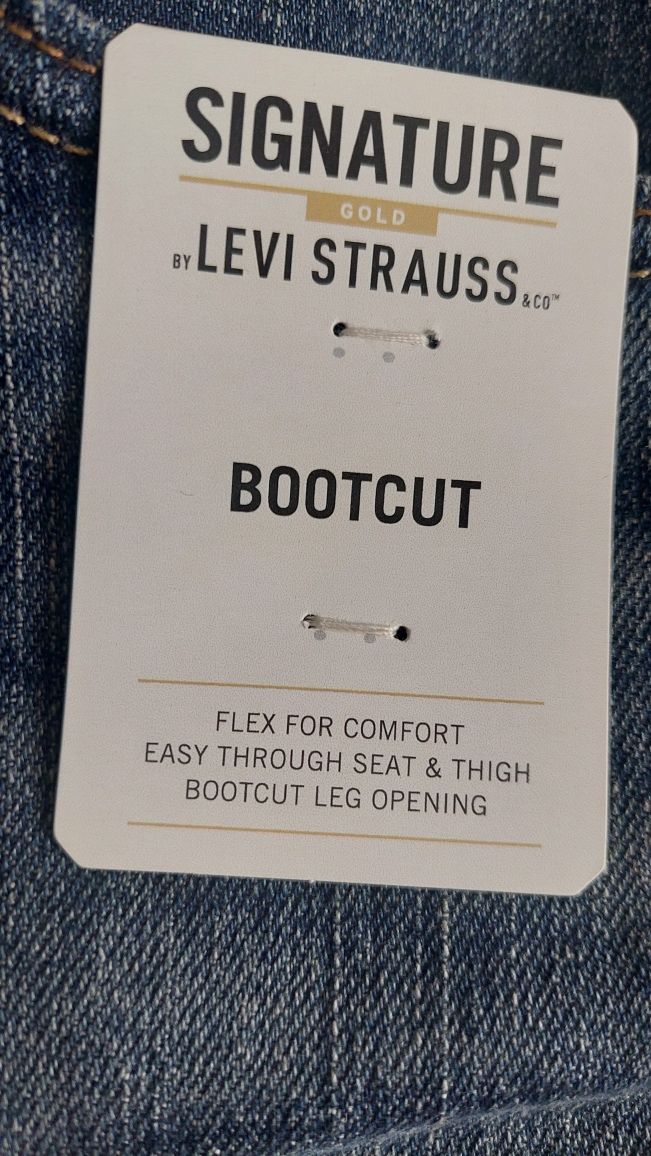 SIGNATURE
GOLD
BY LEVI STRAUSS & CO™
BOOTCUT
FLEX FOR COMFORT
EASY THROUGH SEAT & THIGH
BOOTCUT LEG OPENING